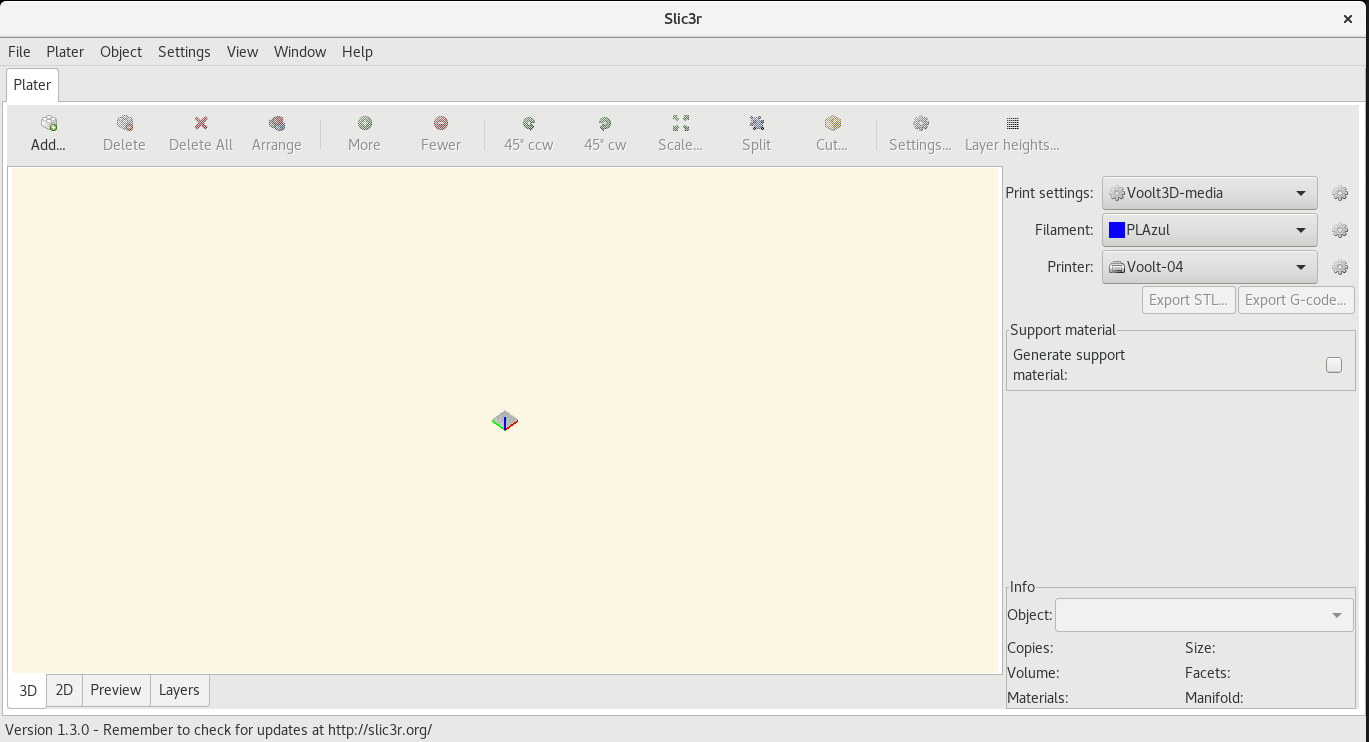 Slic3r
File Plater Object Settings View Window Help
Plater
Add... Delete Delete All Arrange More Fewer 45° ccw 45° cw Scale... Split Cut... Settings... Layer heights...
Print settings: Voolt3D-media
Filament: PLAzul
Printer: Voolt-04
Export STL... Export G-code...
Support material
Generate support
material:
Info
Object:
Copies: Size:
Volume: Facets:
Materials: Manifold:
3D 2D Preview Layers
Version 1.3.0 - Remember to check for updates at http://slic3r.org/